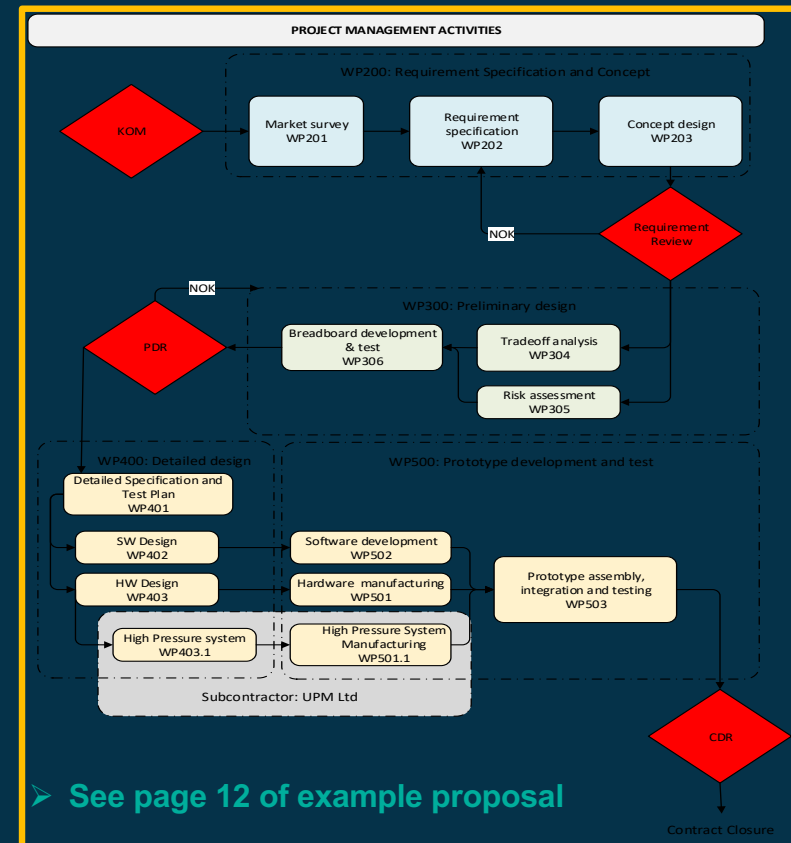 PROJECT MANAGEMENT ACTIVITIES
WP200: Requirement Specification and Concept
KOM
Market survey
WP201
Requirement
specification
WP202
Concept design
WP203
Requirement
Review
NOK
NOK
WP300: Preliminary design
PDR
Breadboard development
& test
WP306
Tradeoff analysis
WP304
Risk assessment
WP305
WP400: Detailed design
WP500: Prototype development and test
Detailed Specification and
Test Plan
WP401
SW Design
WP402
Software development
WP502
HW Design
WP403
Hardware manufacturing
WP501
Prototype assembly,
integration and testing
WP503
High Pressure system
WP403.1
High Pressure System
Manufacturing
WP501.1
Subcontractor: UPM Ltd
CDR
➢ See page 12 of example proposal
Contract Closure